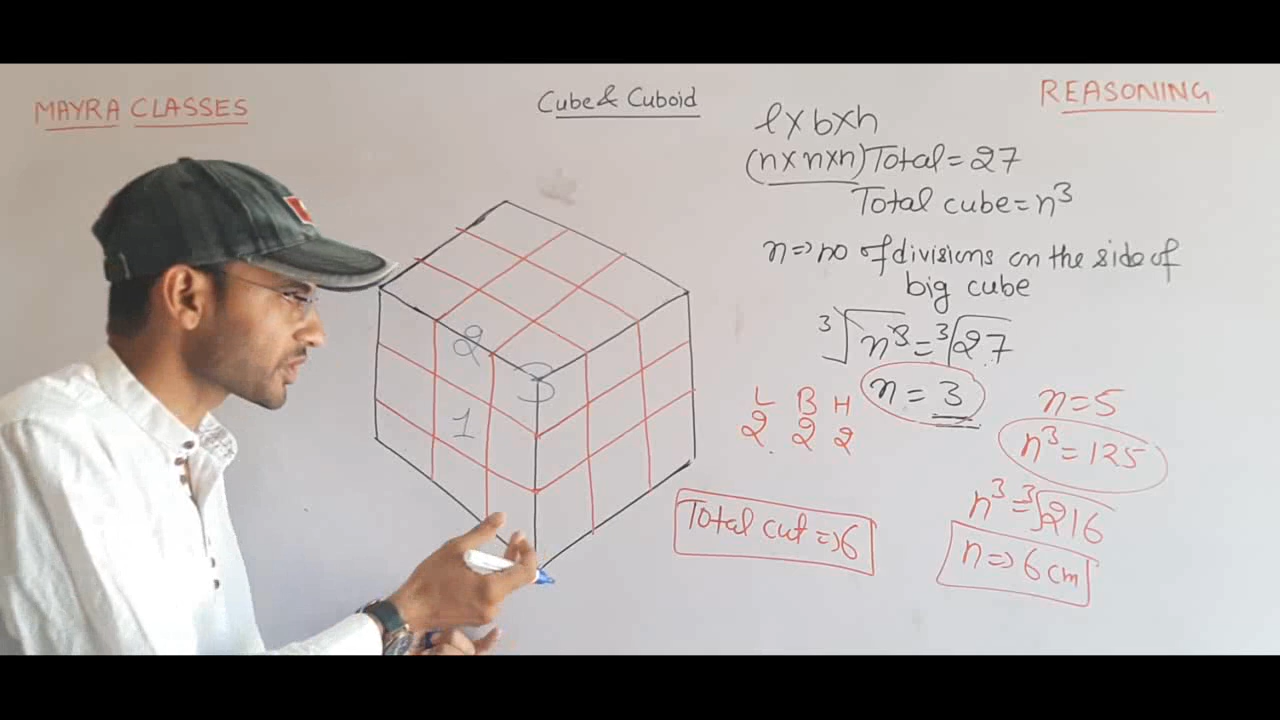 MAYRA CLASSES
Cube & Cuboid
REASONING
l×b×h
(n×n×n) Total = 27
Total cube = n³
n ⇒ no of divisions on the side of
big cube
³√n³ = ³√27
n = 3
L B H
2 2 2
n = 5
n³ = 125
n³ = ³√216
n ⇒ 6 cm
Total cut ⇒ 6
2
3
1